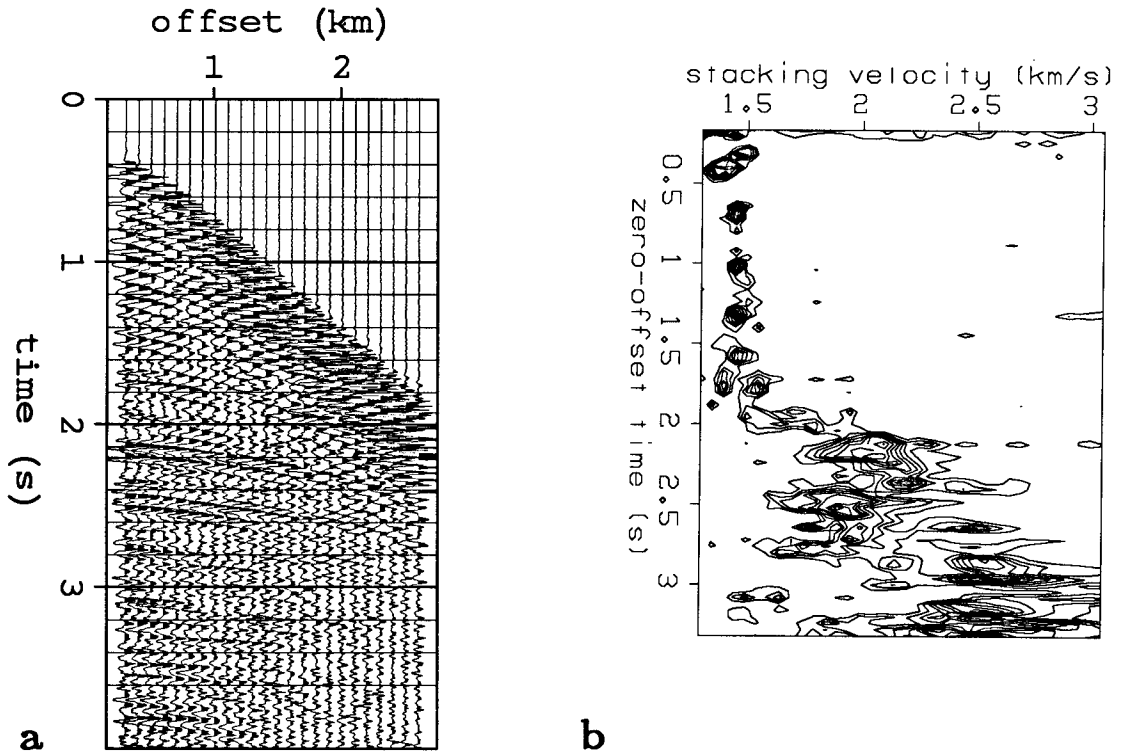 offset (km)
1 2
0
1
2
3
time (s)
a
stacking velocity (km/s)
1.5 2 2.5 3
0.5
1
1.5
2
2.5
3
zero-offset time (s)
b